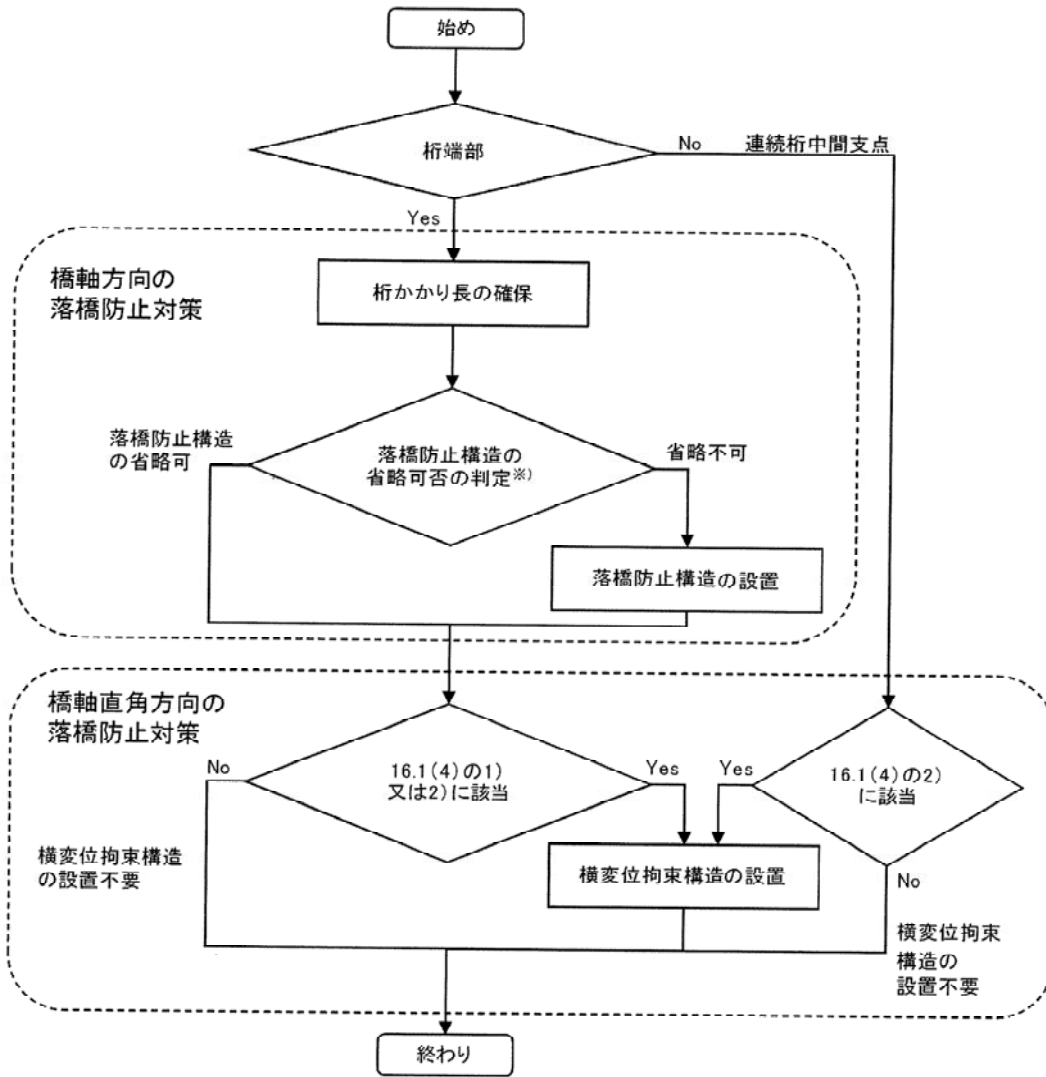 始め
桁端部
No
連続桁中間支点
Yes
橋軸方向の
落橋防止対策
桁かかり長の確保
落橋防止構造
の省略可
落橋防止構造の
省略可否の判定※)
省略不可
落橋防止構造の設置
橋軸直角方向の
落橋防止対策
No
16.1(4)の1)
又は2)に該当
Yes
Yes
16.1(4)の2)
に該当
横変位拘束構造
の設置不要
横変位拘束構造の設置
No
横変位拘束
構造の
設置不要
終わり